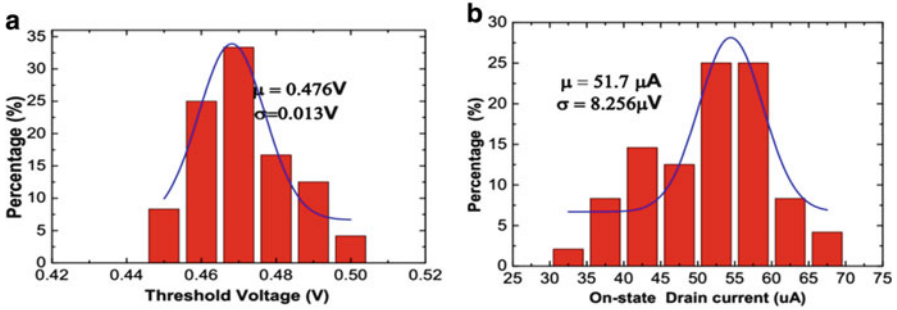 a
35
30
25
20
15
10
5
0
Percentage (%)
μ = 0.476V
σ=0.013V
0.42 0.44 0.46 0.48 0.50 0.52
Threshold Voltage (V)
b
30
25
20
15
10
5
0
Percentage (%)
μ = 51.7 μA
σ = 8.256μV
25 35 40 45 50 55 60 65 70 75
On-state Drain current (uA)